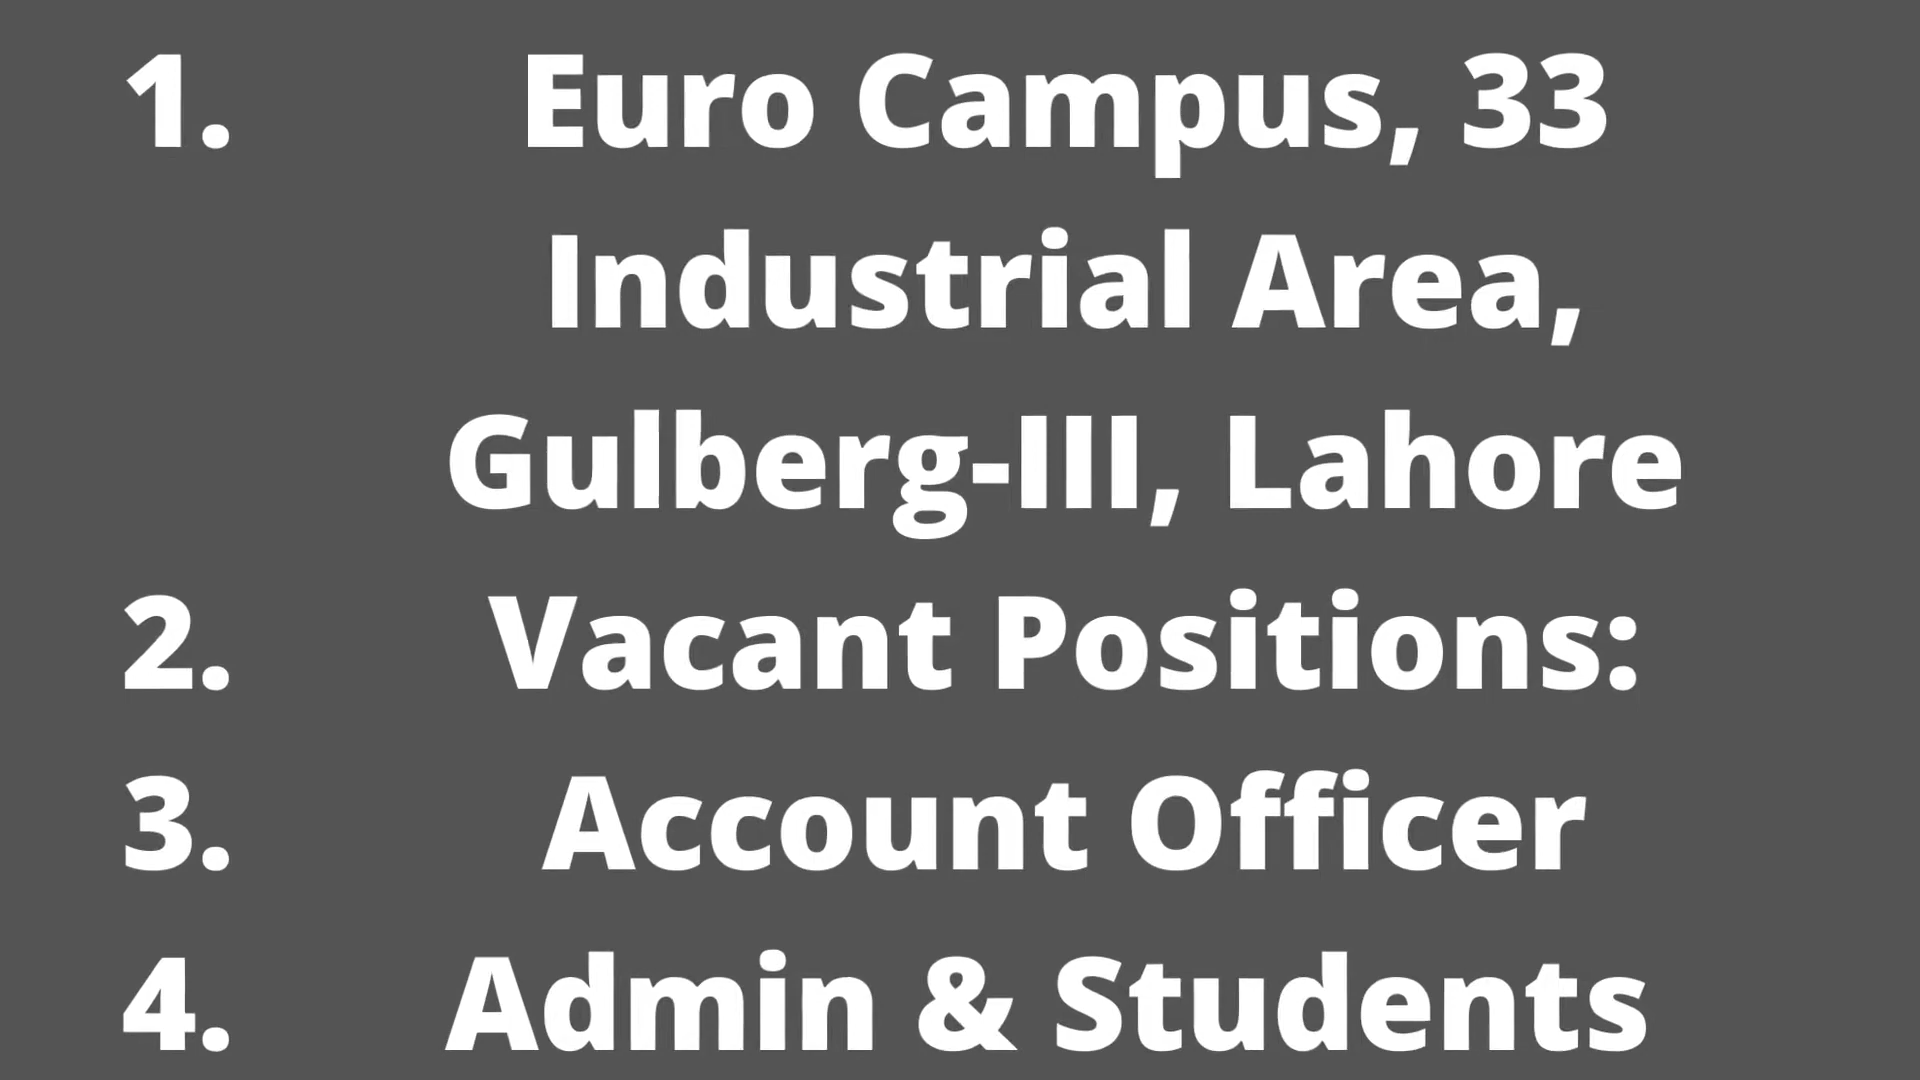 1. Euro Campus, 33
Industrial Area,
Gulberg-III, Lahore
2. Vacant Positions:
3. Account Officer
4. Admin & Students